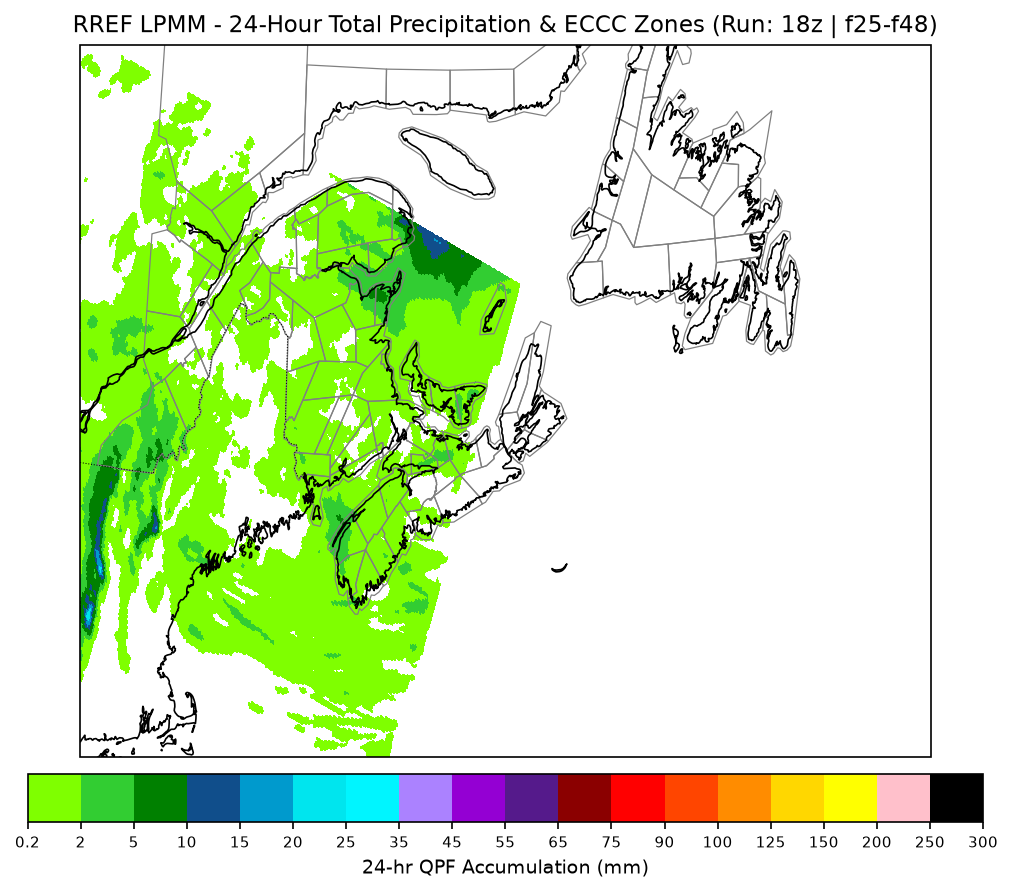 RREF LPMM - 24-Hour Total Precipitation & ECCC Zones (Run: 18z | f25-f48)
0.2 2 5 10 15 20 25 35 45 55 65 75 90 100 125 150 200 250 300
24-hr QPF Accumulation (mm)